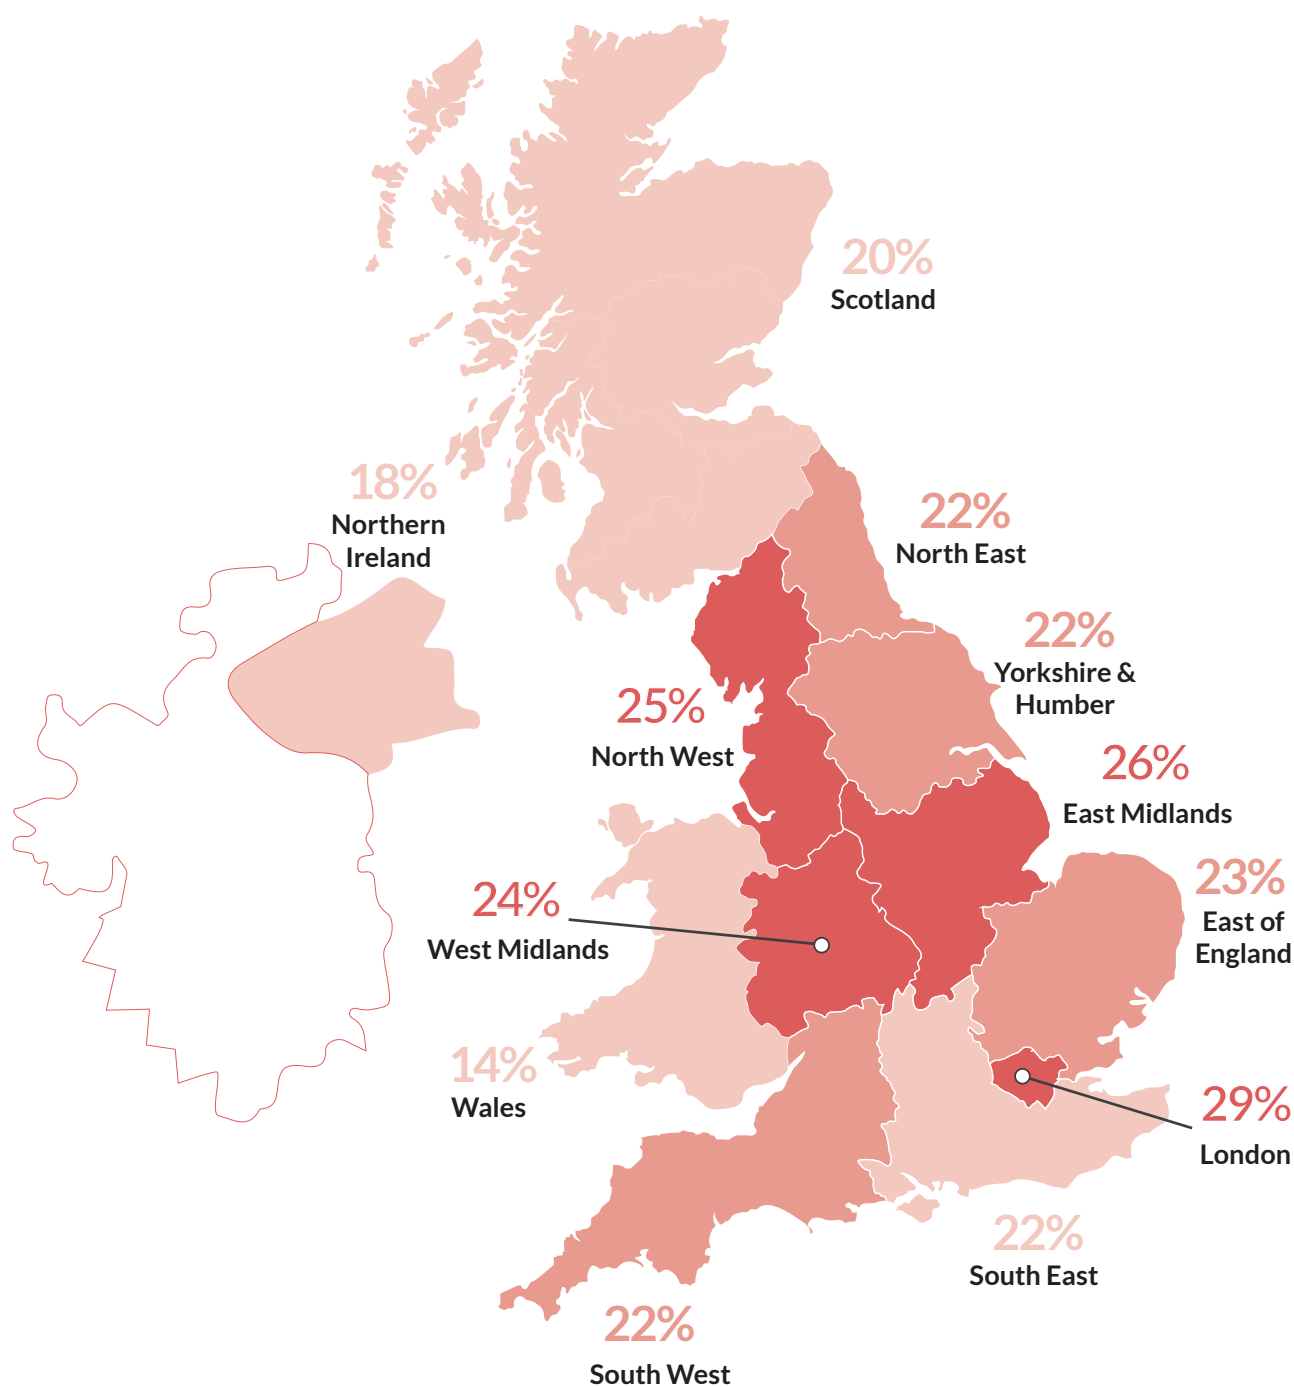 20%
Scotland
18%
Northern
Ireland
22%
North East
22%
Yorkshire &
Humber
25%
North West
26%
East Midlands
23%
East of
England
24%
West Midlands
14%
Wales
29%
London
22%
South East
22%
South West